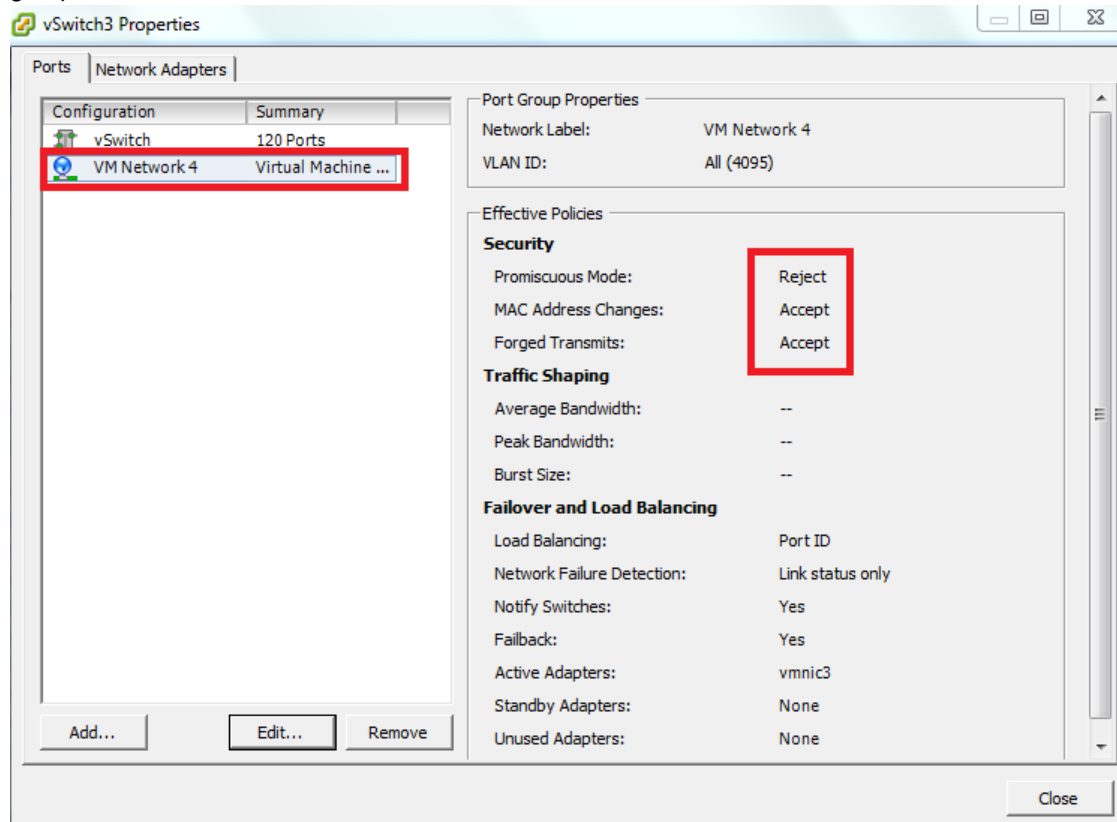 vSwitch3 Properties
Ports Network Adapters
Configuration Summary
vSwitch 120 Ports
VM Network 4 Virtual Machine ...
Port Group Properties
Network Label: VM Network 4
VLAN ID: All (4095)
Effective Policies
Security
Promiscuous Mode: Reject
MAC Address Changes: Accept
Forged Transmits: Accept
Traffic Shaping
Average Bandwidth: --
Peak Bandwidth: --
Burst Size: --
Failover and Load Balancing
Load Balancing: Port ID
Network Failure Detection: Link status only
Notify Switches: Yes
Failback: Yes
Active Adapters: vmnic3
Standby Adapters: None
Unused Adapters: None
Add... Edit... Remove
Close